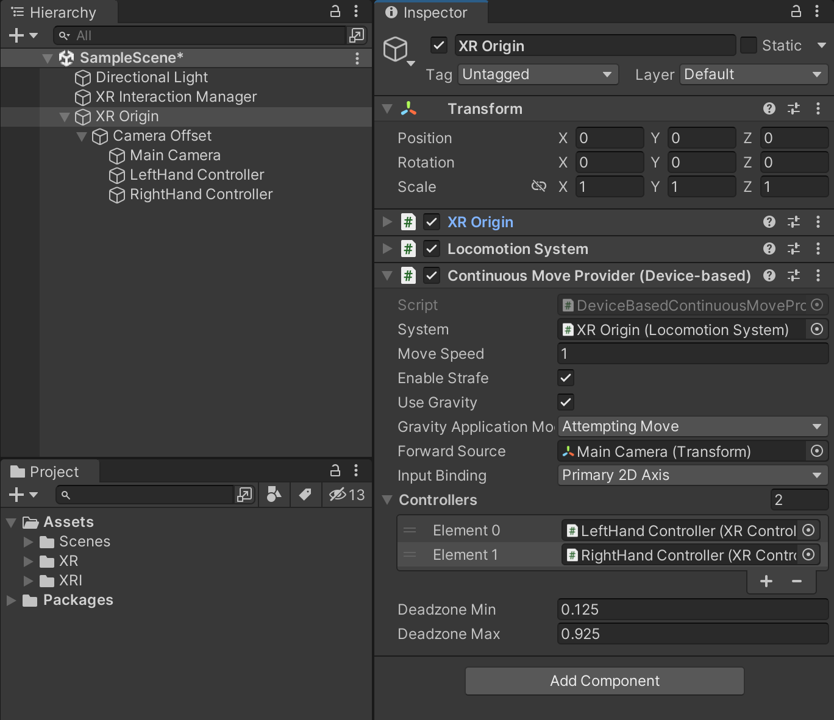 Hierarchy
All
SampleScene*
Directional Light
XR Interaction Manager
XR Origin
Camera Offset
Main Camera
LeftHand Controller
RightHand Controller
Project
13
Assets
Scenes
XR
XRI
Packages
Inspector
XR Origin Static
Tag Untagged Layer Default
Transform
Position X 0 Y 0 Z 0
Rotation X 0 Y 0 Z 0
Scale X 1 Y 1 Z 1
# XR Origin
# Locomotion System
# Continuous Move Provider (Device-based)
Script # DeviceBasedContinuousMovePro
System # XR Origin (Locomotion System)
Move Speed 1
Enable Strafe
Use Gravity
Gravity Application Mo Attempting Move
Forward Source Main Camera (Transform)
Input Binding Primary 2D Axis
Controllers 2
Element 0 # LeftHand Controller (XR Control
Element 1 # RightHand Controller (XR Contro
+ −
Deadzone Min 0.125
Deadzone Max 0.925
Add Component